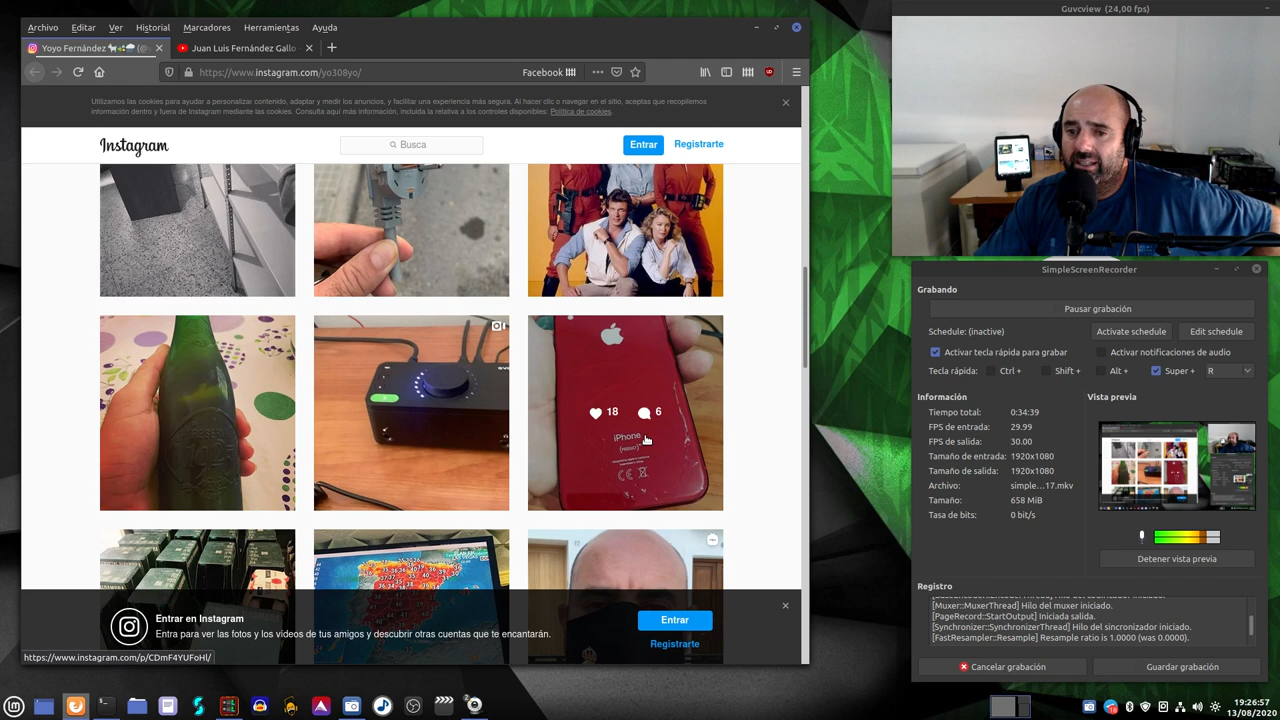 Archivo Editar Ver Historial Marcadores Herramientas Ayuda
Yoyo Fernández
Juan Luis Fernández Gallo
https://www.instagram.com/yo308yo/
Facebook
Utilizamos las cookies para ayudar a personalizar contenido, adaptar y medir los anuncios, y facilitar una experiencia más segura. Al hacer clic o navegar en el sitio, aceptas que recopilemos
información dentro y fuera de Instagram mediante las cookies. Consulta aquí más información, incluida la relativa a los controles disponibles: Política de cookies.
Instagram
Busca
Entrar
Registrarte
18 6
iPhone
Entrar en Instagram
Entra para ver las fotos y los vídeos de tus amigos y descubrir otras cuentas que te encantarán.
Entrar
Registrarte
https://www.instagram.com/p/CDmF4YUFoHl/
Guvcview (24,00 fps)
SimpleScreenRecorder
Grabando
Pausar grabación
Schedule: (inactive)
Activate schedule
Edit schedule
Activar tecla rápida para grabar
Activar notificaciones de audio
Tecla rápida: Ctrl + Shift + Alt + Super + R
Información
Tiempo total: 0:34:39
FPS de entrada: 29.99
FPS de salida: 30.00
Tamaño de entrada: 1920x1080
Tamaño de salida: 1920x1080
Archivo: simple...17.mkv
Tamaño: 658 MiB
Tasa de bits: 0 bit/s
Vista previa
Detener vista previa
Registro
[Muxer::MuxerThread] Hilo del muxer iniciado.
[PageRecord::StartOutput] Iniciada salida.
[Synchronizer::SynchronizerThread] Hilo del sincronizador iniciado.
[FastResampler::Resample] Resample ratio is 1.0000 (was 0.0000).
Cancelar grabación
Guardar grabación
19:26:57
13/08/2020